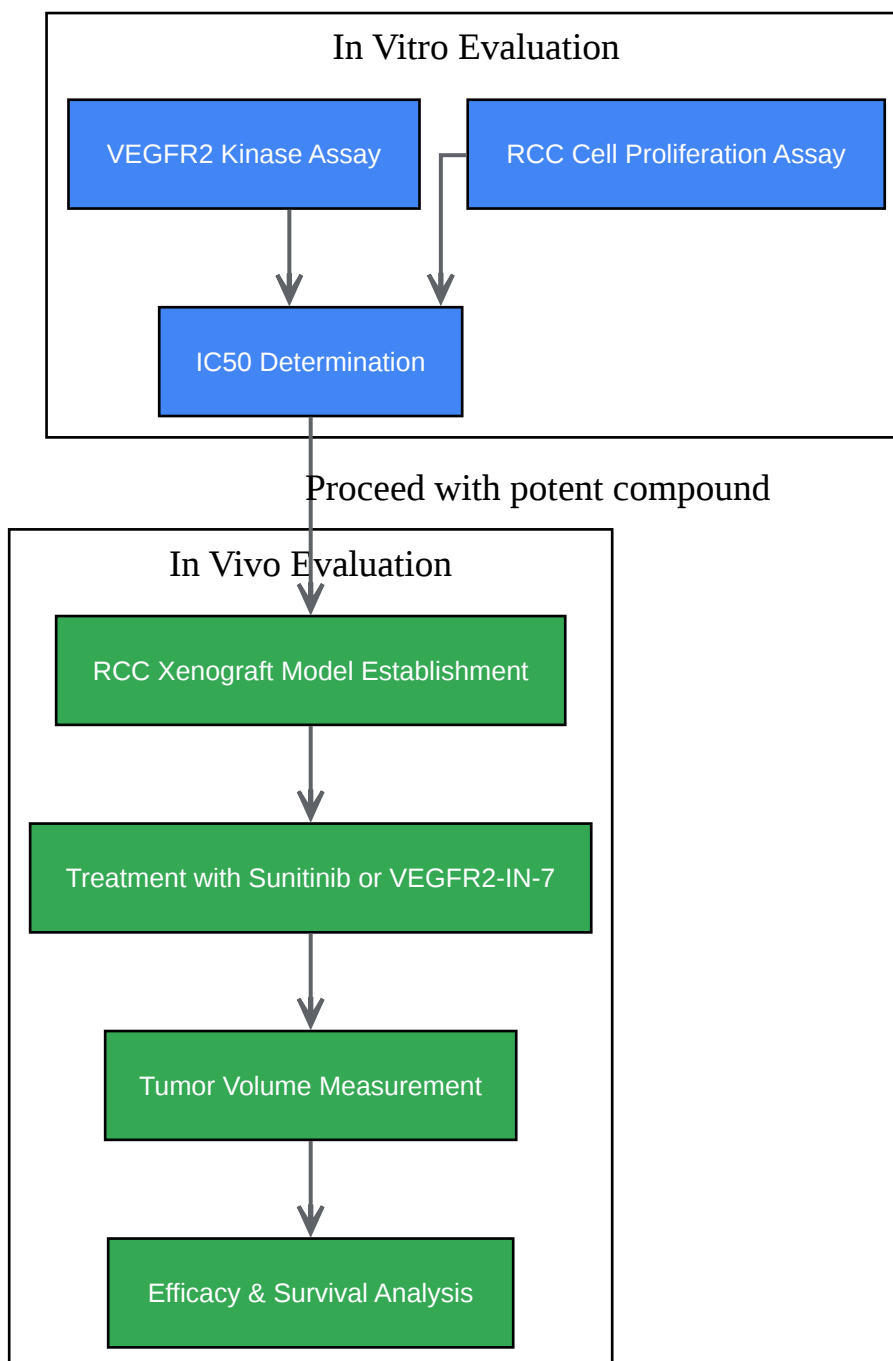 In Vitro Evaluation
VEGFR2 Kinase Assay
RCC Cell Proliferation Assay
IC50 Determination
Proceed with potent compound
In Vivo Evaluation
RCC Xenograft Model Establishment
Treatment with Sunitinib or VEGFR2-IN-7
Tumor Volume Measurement
Efficacy & Survival Analysis